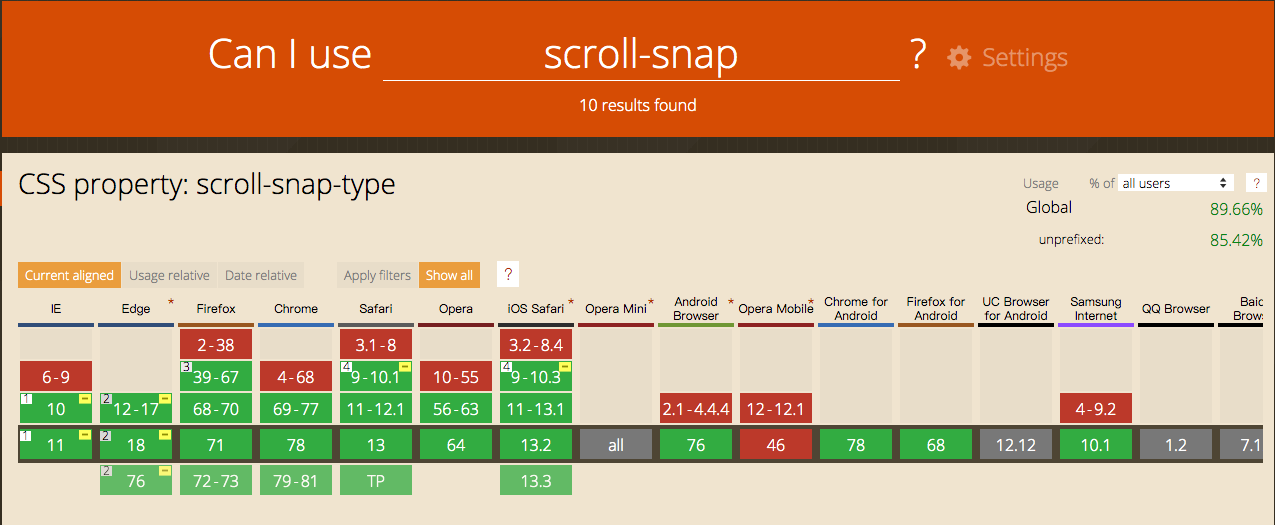 Can I use scroll-snap ? Settings
10 results found
CSS property: scroll-snap-type
Usage % of all users ?
Global 89.66%
unprefixed: 85.42%
Current aligned Usage relative Date relative Apply filters Show all ?
IE Edge * Firefox Chrome Safari Opera iOS Safari * Opera Mini * Android Browser * Opera Mobile * Chrome for Android Firefox for Android UC Browser for Android Samsung Internet QQ Browser
2-38 3.1-8 3.2-8.4
6-9 3 39-67 4-68 4 9-10.1 10-55 4 9-10.3
1 10 2 12-17 68-70 69-77 11-12.1 56-63 11-13.1 2.1-4.4.4 12-12.1 4-9.2
1 11 2 18 71 78 13 64 13.2 all 76 46 78 68 12.12 10.1 1.2
2 76 72-73 79-81 TP 13.3